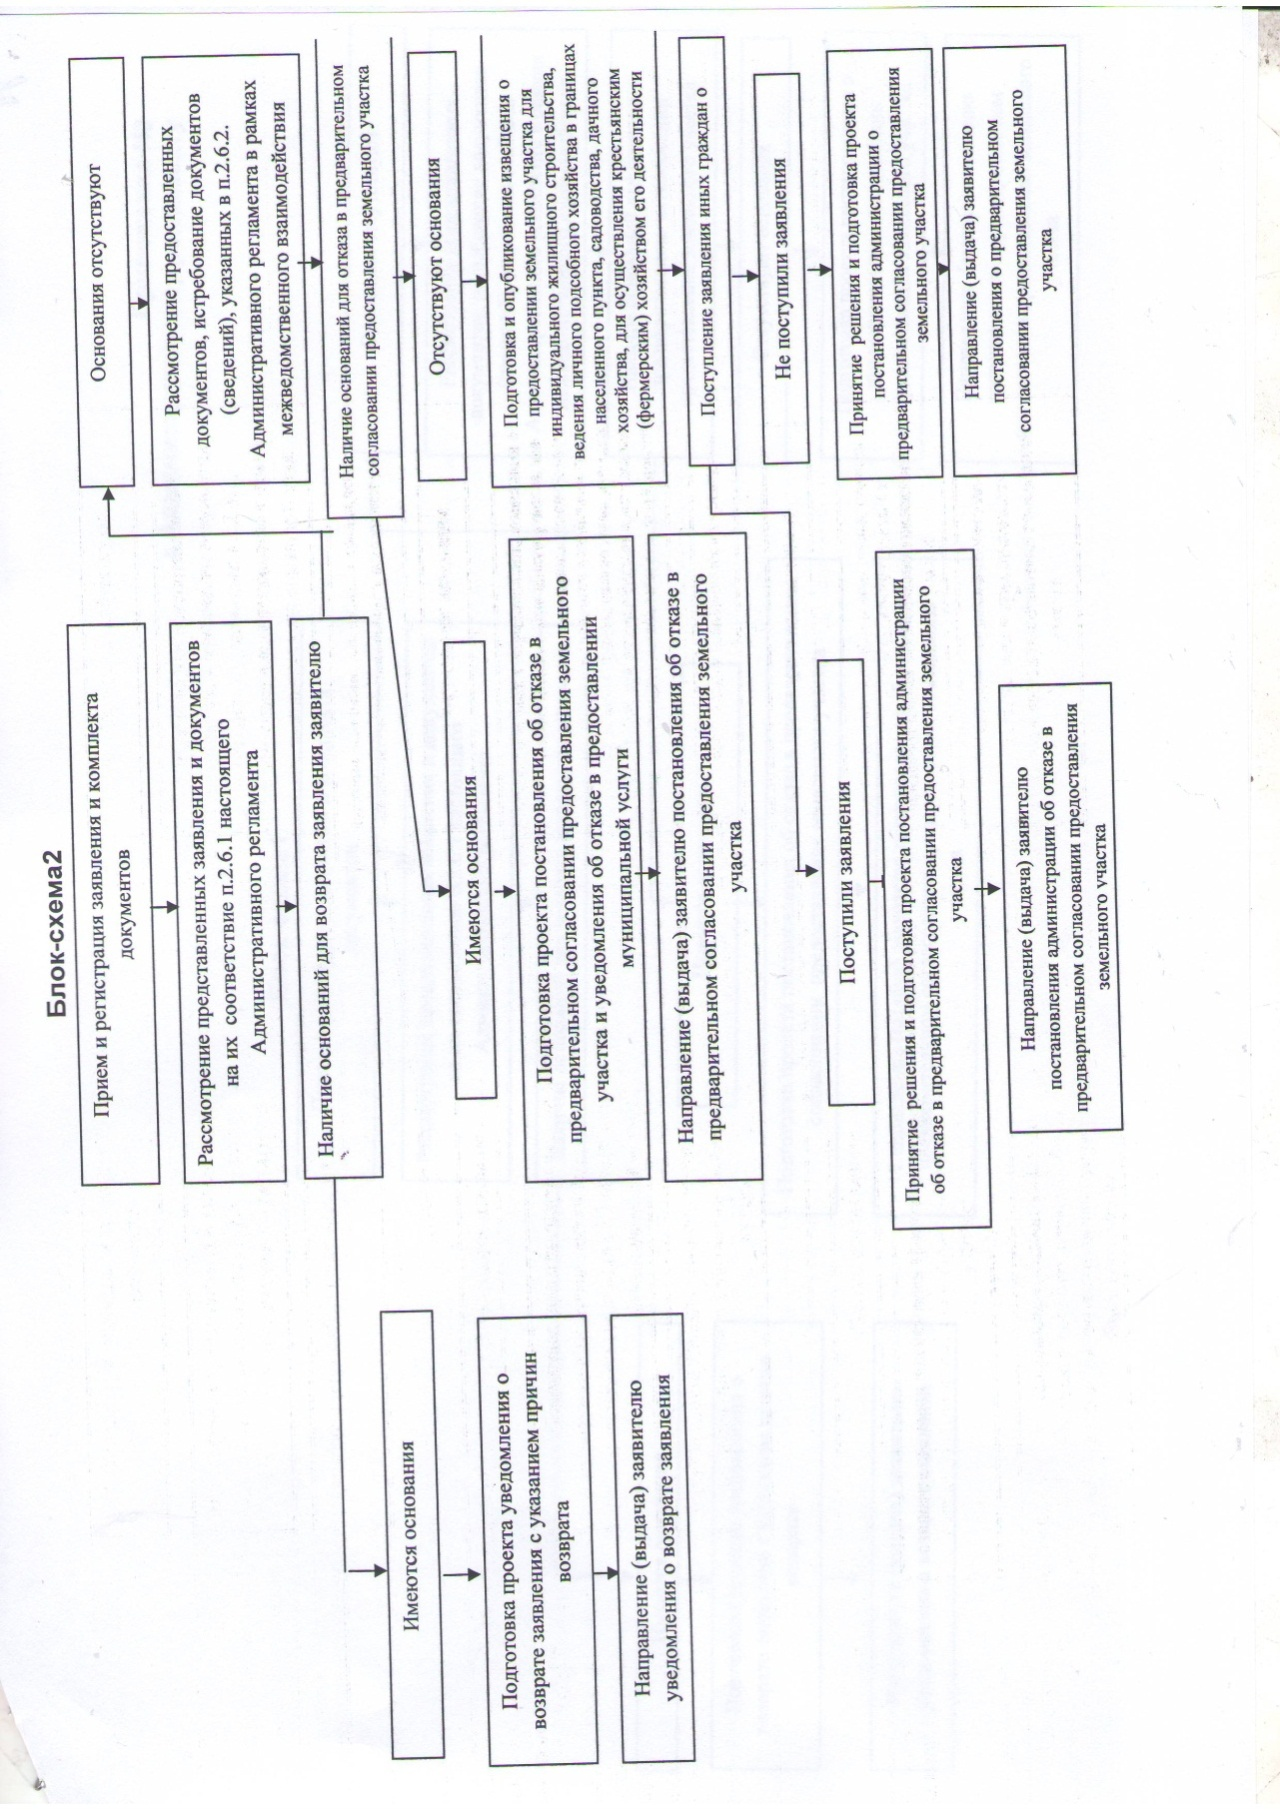 Блок-схема2
Прием и регистрация заявления и комплекта
документов
Рассмотрение представленных заявления и документов
на их соответствие п.2.6.1 настоящего
Административного регламента
Наличие оснований для возврата заявления заявителю
Имеются основания
Подготовка проекта уведомления о
возврате заявления с указанием причин
возврата
Направление (выдача) заявителю
уведомления о возврате заявления
Основания отсутствуют
Рассмотрение предоставленных
документов, истребование документов
(сведений), указанных в п.2.6.2.
Административного регламента в рамках
межведомственного взаимодействия
Наличие оснований для отказа в предварительном
согласовании предоставления земельного участка
Имеются основания
Подготовка проекта постановления об отказе в
предварительном согласовании предоставления земельного
участка и уведомления об отказе в предоставлении
муниципальной услуги
Направление (выдача) заявителю постановления об отказе в
предварительном согласовании предоставления земельного
участка
Отсутствуют основания
Подготовка и опубликование извещения о
предоставлении земельного участка для
индивидуального жилищного строительства,
ведения личного подсобного хозяйства в границах
населенного пункта, садоводства, дачного
хозяйства, для осуществления крестьянским
(фермерским) хозяйством его деятельности
Поступление заявления иных граждан о
Поступили заявления
Принятие решения и подготовка проекта постановления администрации
об отказе в предварительном согласовании предоставления земельного
участка
Направление (выдача) заявителю
постановления администрации об отказе в
предварительном согласовании предоставления
земельного участка
Не поступили заявления
Принятие решения и подготовка проекта
постановления администрации о
предварительном согласовании предоставления
земельного участка
Направление (выдача) заявителю
постановления о предварительном
согласовании предоставления земельного
участка